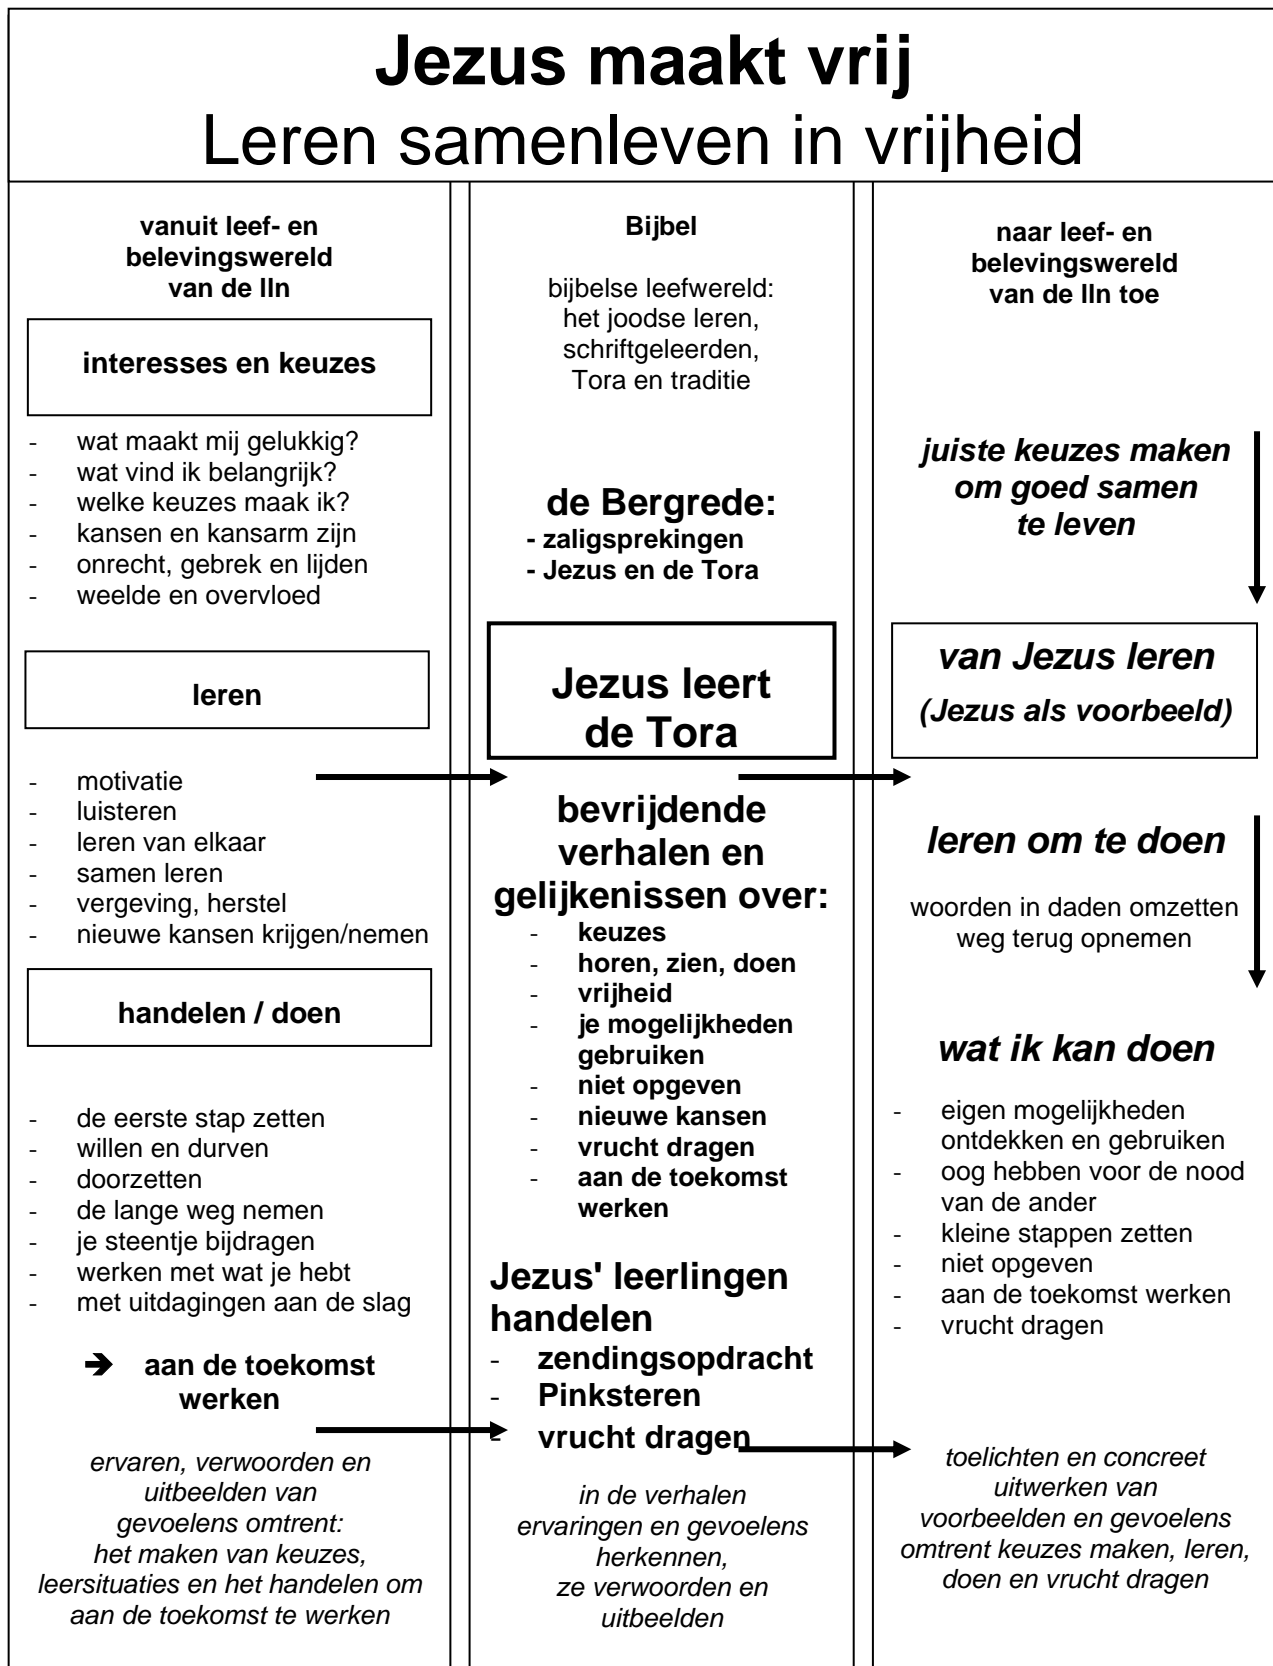 Jezus maakt vrij
Leren samenleven in vrijheid
vanuit leef- en
belevingswereld
van de lln
interesses en keuzes
- wat maakt mij gelukkig?
- wat vind ik belangrijk?
- welke keuzes maak ik?
- kansen en kansarm zijn
- onrecht, gebrek en lijden
- weelde en overvloed
leren
- motivatie
- luisteren
- leren van elkaar
- samen leren
- vergeving, herstel
- nieuwe kansen krijgen/nemen
handelen / doen
- de eerste stap zetten
- willen en durven
- doorzetten
- de lange weg nemen
- je steentje bijdragen
- werken met wat je hebt
- met uitdagingen aan de slag
➔ aan de toekomst
werken
ervaren, verwoorden en
uitbeelden van
gevoelens omtrent:
het maken van keuzes,
leersituaties en het handelen om
aan de toekomst te werken
Bijbel
bijbelse leefwereld:
het joodse leren,
schriftgeleerden,
Tora en traditie
de Bergrede:
- zaligsprekingen
- Jezus en de Tora
Jezus leert
de Tora
bevrijdende
verhalen en
gelijkenissen over:
- keuzes
- horen, zien, doen
- vrijheid
- je mogelijkheden
gebruiken
- niet opgeven
- nieuwe kansen
- vrucht dragen
- aan de toekomst
werken
Jezus' leerlingen
handelen
- zendingsopdracht
- Pinksteren
- vrucht dragen
in de verhalen
ervaringen en gevoelens
herkennen,
ze verwoorden en
uitbeelden
naar leef- en
belevingswereld
van de lln toe
juiste keuzes maken
om goed samen
te leven
van Jezus leren
(Jezus als voorbeeld)
leren om te doen
woorden in daden omzetten
weg terug opnemen
wat ik kan doen
- eigen mogelijkheden
ontdekken en gebruiken
- oog hebben voor de nood
van de ander
- kleine stappen zetten
- niet opgeven
- aan de toekomst werken
- vrucht dragen
toelichten en concreet
uitwerken van
voorbeelden en gevoelens
omtrent keuzes maken, leren,
doen en vrucht dragen